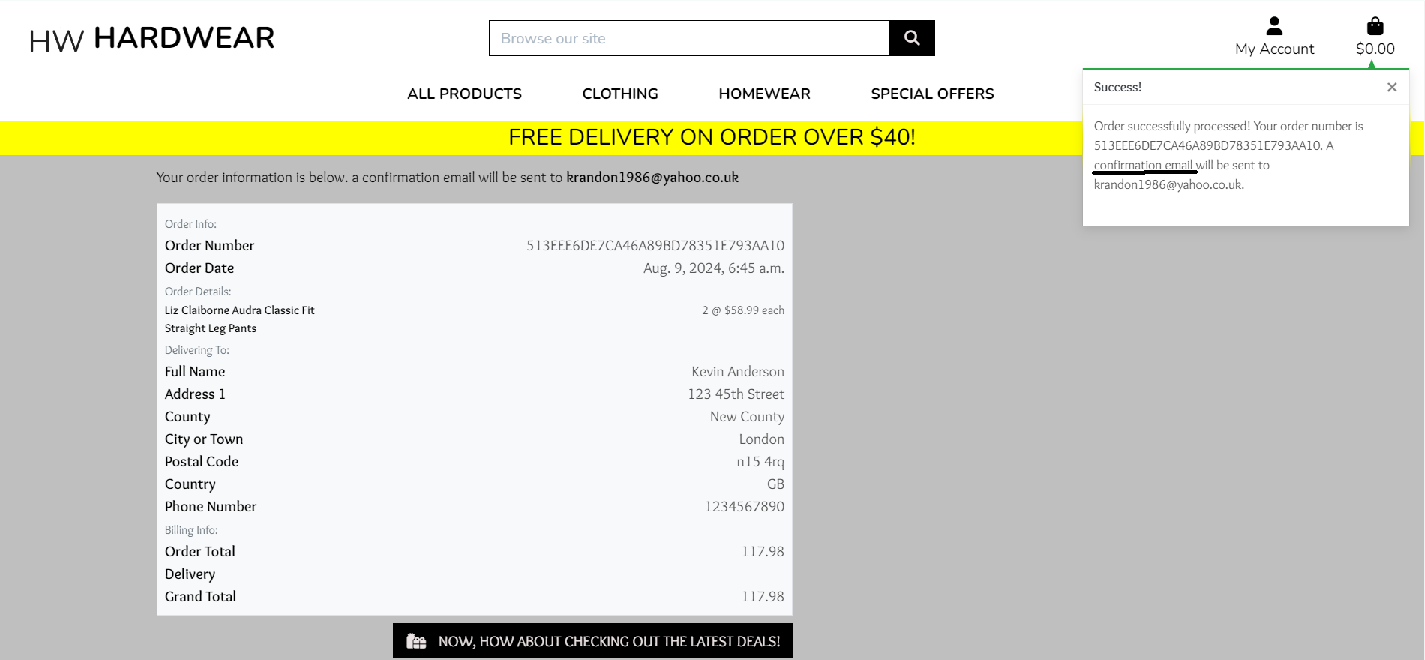 HW HARDWEAR
Browse our site
My Account
$0.00
ALL PRODUCTS CLOTHING HOMEWEAR SPECIAL OFFERS
FREE DELIVERY ON ORDER OVER $40!
Success!
Order successfully processed! Your order number is
513EEE6DE7CA46A89BD78351E793AA10. A
confirmation email will be sent to
krandon1986@yahoo.co.uk.
Your order information is below. a confirmation email will be sent to krandon1986@yahoo.co.uk
Order Info:
Order Number 513EEE6DE7CA46A89BD78351E793AA10
Order Date Aug. 9, 2024, 6:45 a.m.
Order Details:
Liz Claiborne Audra Classic Fit 2 @ $58.99 each
Straight Leg Pants
Delivering To:
Full Name Kevin Anderson
Address 1 123 45th Street
County New County
City or Town London
Postal Code n15 4rq
Country GB
Phone Number 1234567890
Billing Info:
Order Total 117.98
Delivery
Grand Total 117.98
NOW, HOW ABOUT CHECKING OUT THE LATEST DEALS!